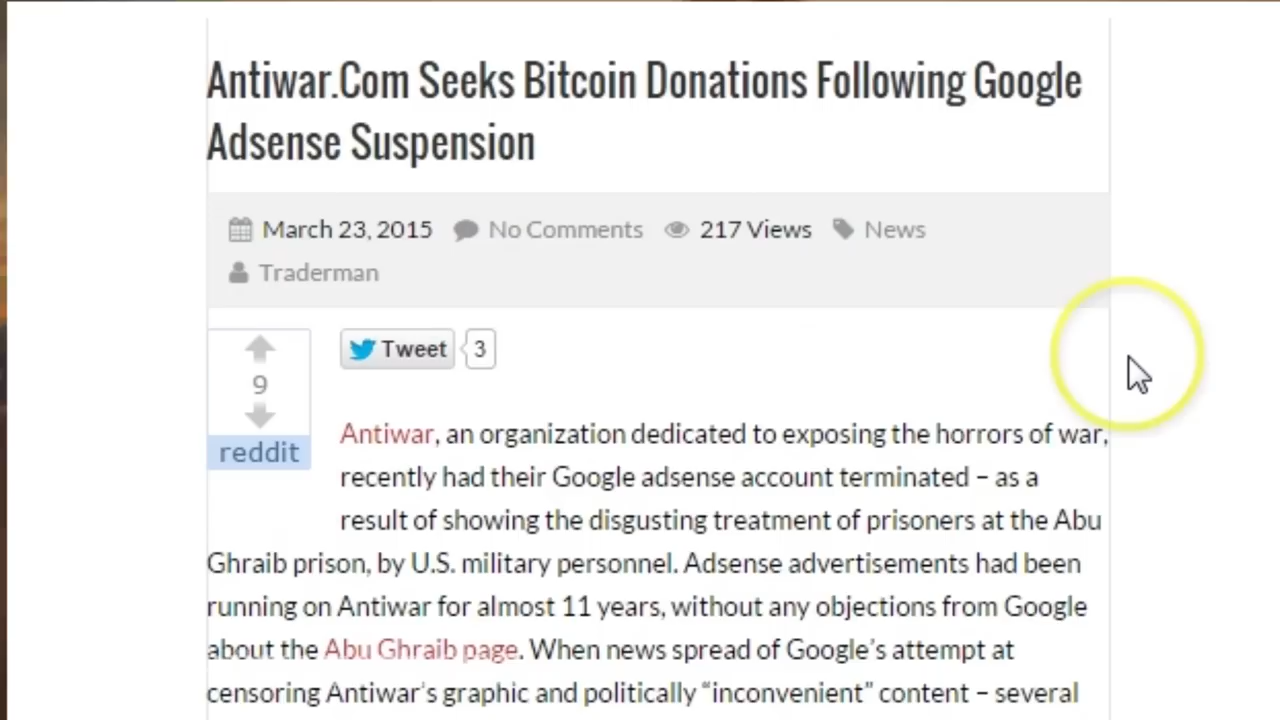 Antiwar.Com Seeks Bitcoin Donations Following Google
Adsense Suspension
March 23, 2015 No Comments 217 Views News
Traderman
9
reddit
Tweet 3
Antiwar, an organization dedicated to exposing the horrors of war,
recently had their Google adsense account terminated – as a
result of showing the disgusting treatment of prisoners at the Abu
Ghraib prison, by U.S. military personnel. Adsense advertisements had been
running on Antiwar for almost 11 years, without any objections from Google
about the Abu Ghraib page. When news spread of Google’s attempt at
censoring Antiwar’s graphic and politically “inconvenient” content – several